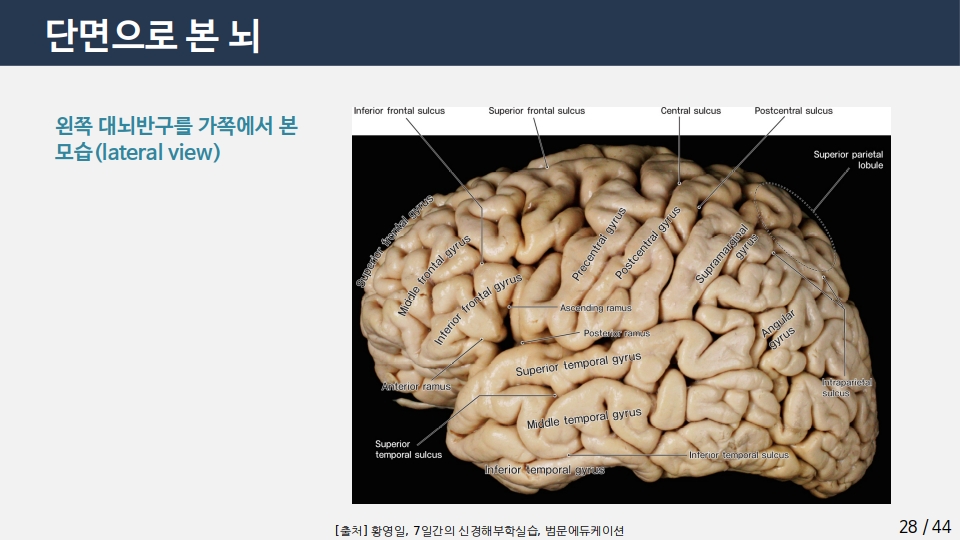 단면으로 본 뇌
왼쪽 대뇌반구를 가쪽에서 본
모습(lateral view)
Inferior frontal sulcus
Superior frontal sulcus
Central sulcus
Postcentral sulcus
Superior parietal
lobule
Superior frontal gyrus
Middle frontal gyrus
Inferior frontal gyrus
Precentral gyrus
Postcentral gyrus
Supramarginal
gyrus
Ascending ramus
Posterior ramus
Angular
gyrus
Superior temporal gyrus
Anterior ramus
Intraparietal
sulcus
Middle temporal gyrus
Superior
temporal sulcus
Inferior temporal sulcus
Inferior temporal gyrus
[출처] 황영일, 7일간의 신경해부학실습, 범문에듀케이션
28 / 44